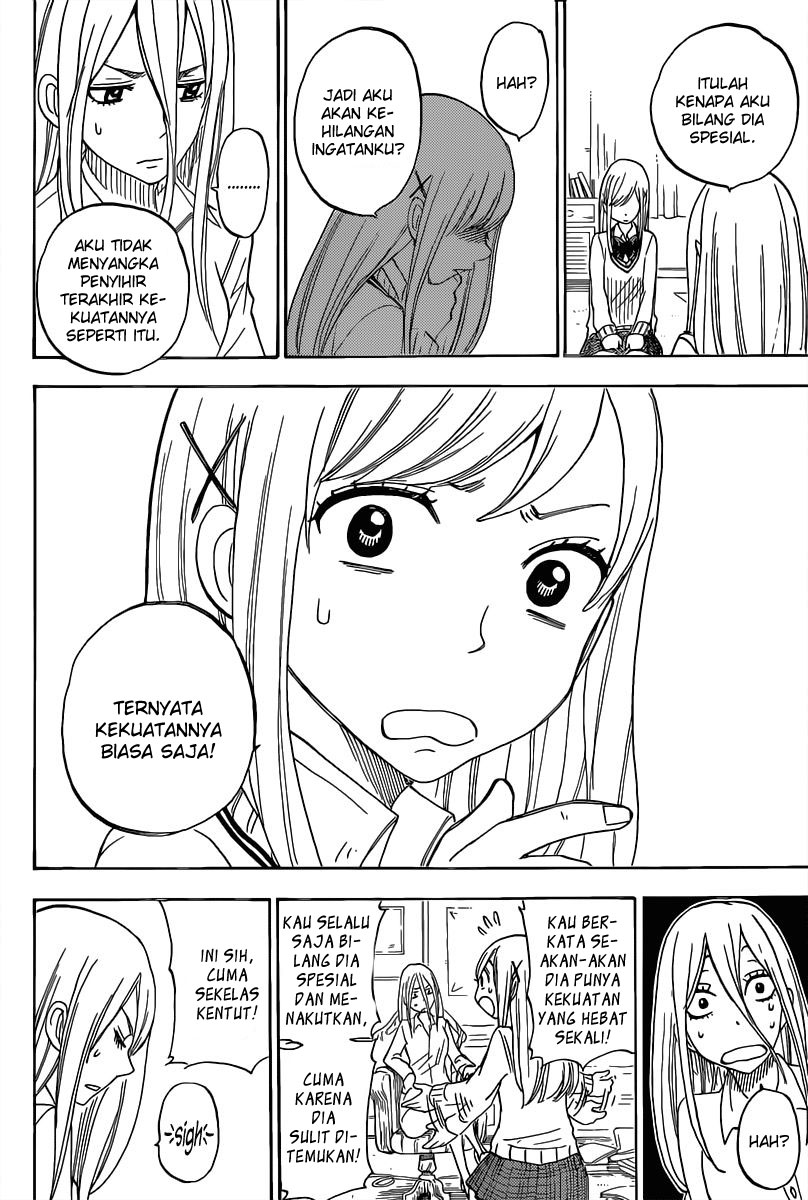 ITULAH
KENAPA AKU
BILANG DIA
SPESIAL.
HAH?
JADI AKU
AKAN KE-
HILANGAN
INGATANKU?
.........
AKU TIDAK
MENYANGKA
PENYIHIR
TERAKHIR KE-
KUATANNYA
SEPERTI ITU.
TERNYATA
KEKUATANNYA
BIASA SAJA!
HAH?
KAU BER-
KATA SE-
AKAN-AKAN
DIA PUNYA
KEKUATAN
YANG HEBAT
SEKALI!
KAU SELALU
SAJA BI-
LANG DIA
SPESIAL
DAN ME-
NAKUTKAN,
CUMA
KARENA
DIA
SULIT DI-
TEMUKAN!
INI SIH,
CUMA
SEKELAS
KENTUT!
-sigh-